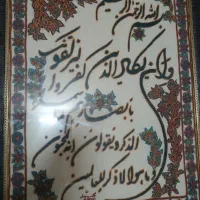 بسم الله الرحمن الرحيم
وان يكاد الذين كفروا ليزلقونك
بابصارهم لما سمعوا
الذكر ويقولون انه لمجنون
وما هو الا ذكر للعالمين